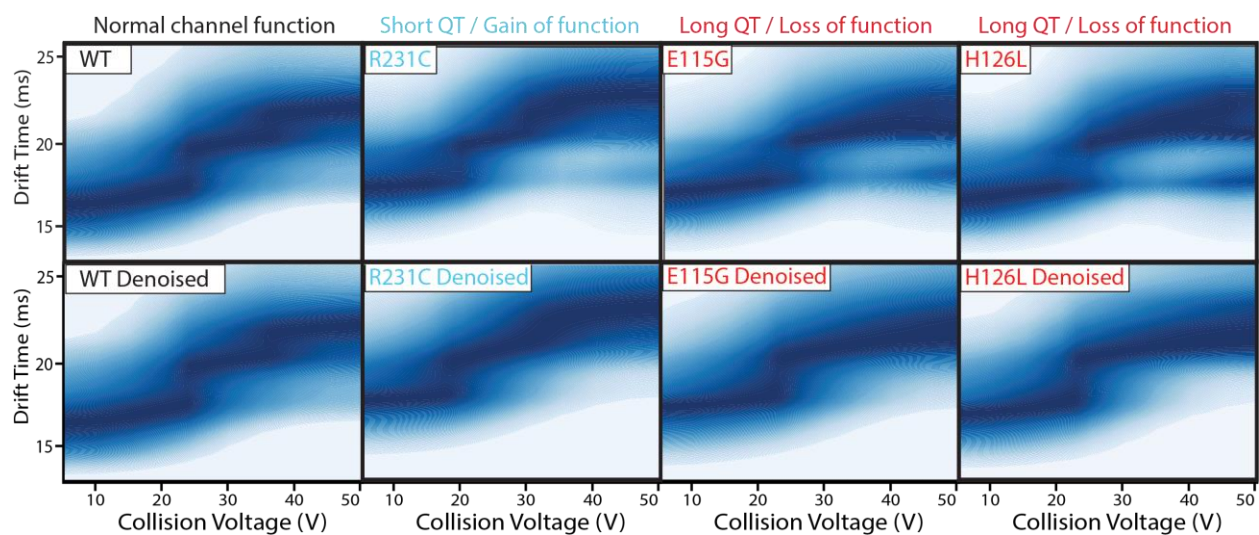 Normal channel function
Short QT / Gain of function
Long QT / Loss of function
Long QT / Loss of function
Drift Time (ms)
25
20
15
WT
R231C
E115G
H126L
Drift Time (ms)
25
20
15
WT Denoised
R231C Denoised
E115G Denoised
H126L Denoised
10 20 30 40 50
10 20 30 40 50
10 20 30 40 50
10 20 30 40 50
Collision Voltage (V)
Collision Voltage (V)
Collision Voltage (V)
Collision Voltage (V)